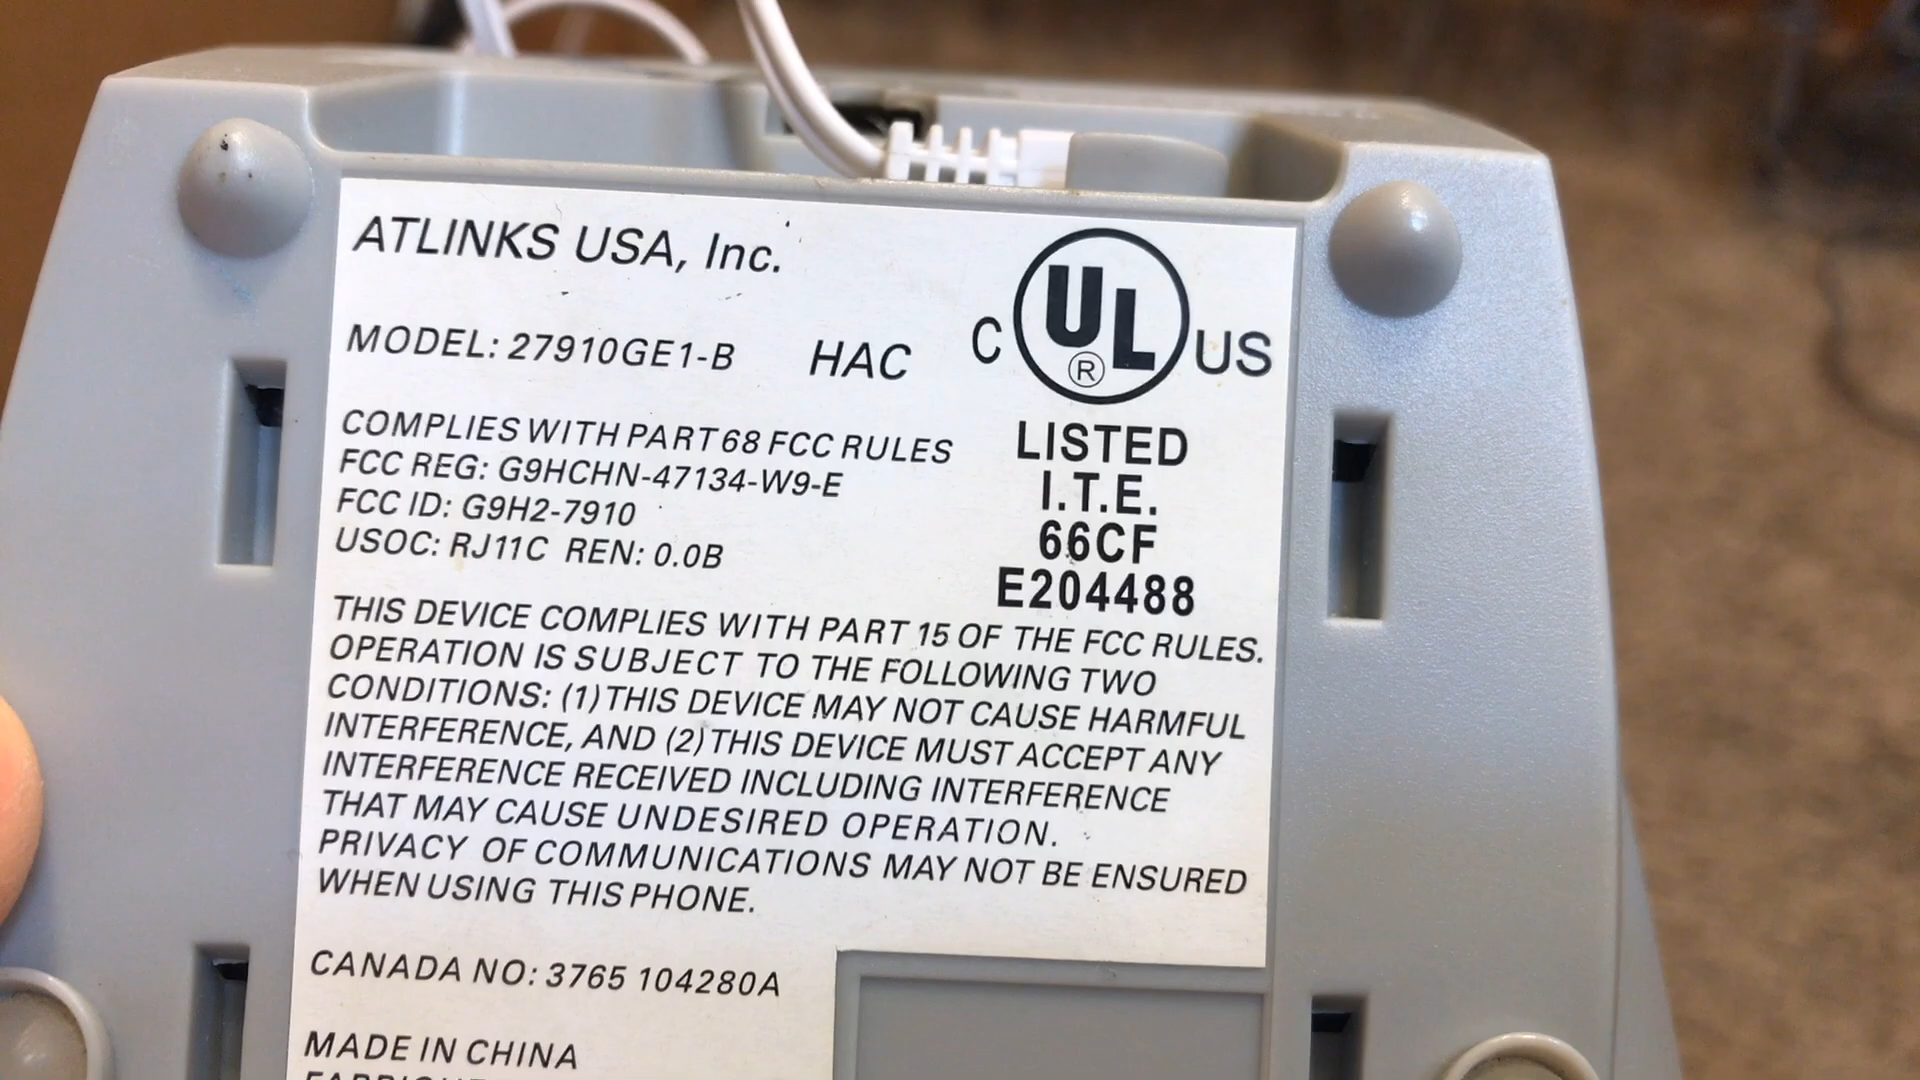 ATLINKS USA, Inc.
MODEL: 27910GE1-B HAC
C UL US
®
LISTED
I.T.E.
66CF
E204488
COMPLIES WITH PART 68 FCC RULES
FCC REG: G9HCHN-47134-W9-E
FCC ID: G9H2-7910
USOC: RJ11C REN: 0.0B
THIS DEVICE COMPLIES WITH PART 15 OF THE FCC RULES.
OPERATION IS SUBJECT TO THE FOLLOWING TWO
CONDITIONS: (1) THIS DEVICE MAY NOT CAUSE HARMFUL
INTERFERENCE, AND (2) THIS DEVICE MUST ACCEPT ANY
INTERFERENCE RECEIVED INCLUDING INTERFERENCE
THAT MAY CAUSE UNDESIRED OPERATION.
PRIVACY OF COMMUNICATIONS MAY NOT BE ENSURED
WHEN USING THIS PHONE.
CANADA NO: 3765 104280A
MADE IN CHINA